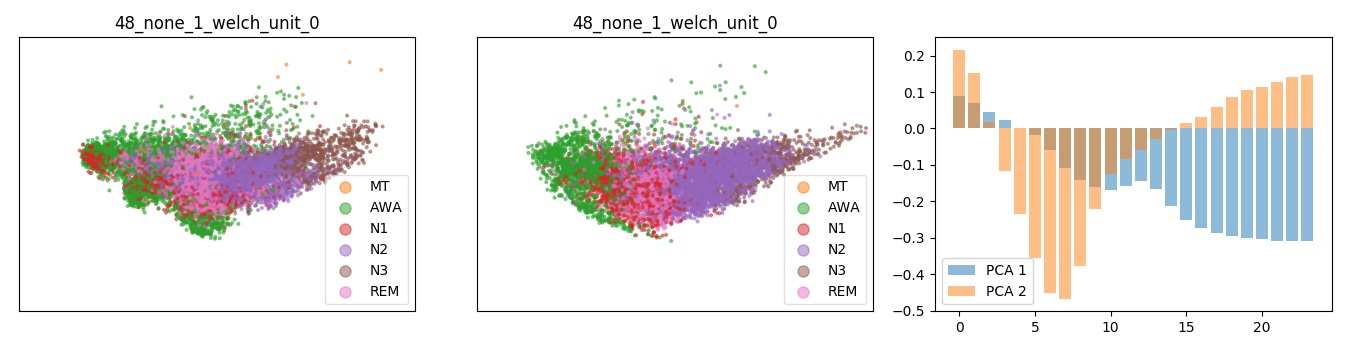 48_none_1_welch_unit_0
MT
AWA
N1
N2
N3
REM
48_none_1_welch_unit_0
MT
AWA
N1
N2
N3
REM
0.2
0.1
0.0
−0.1
−0.2
−0.3
−0.4
−0.5
PCA 1
PCA 2
0
5
10
15
20